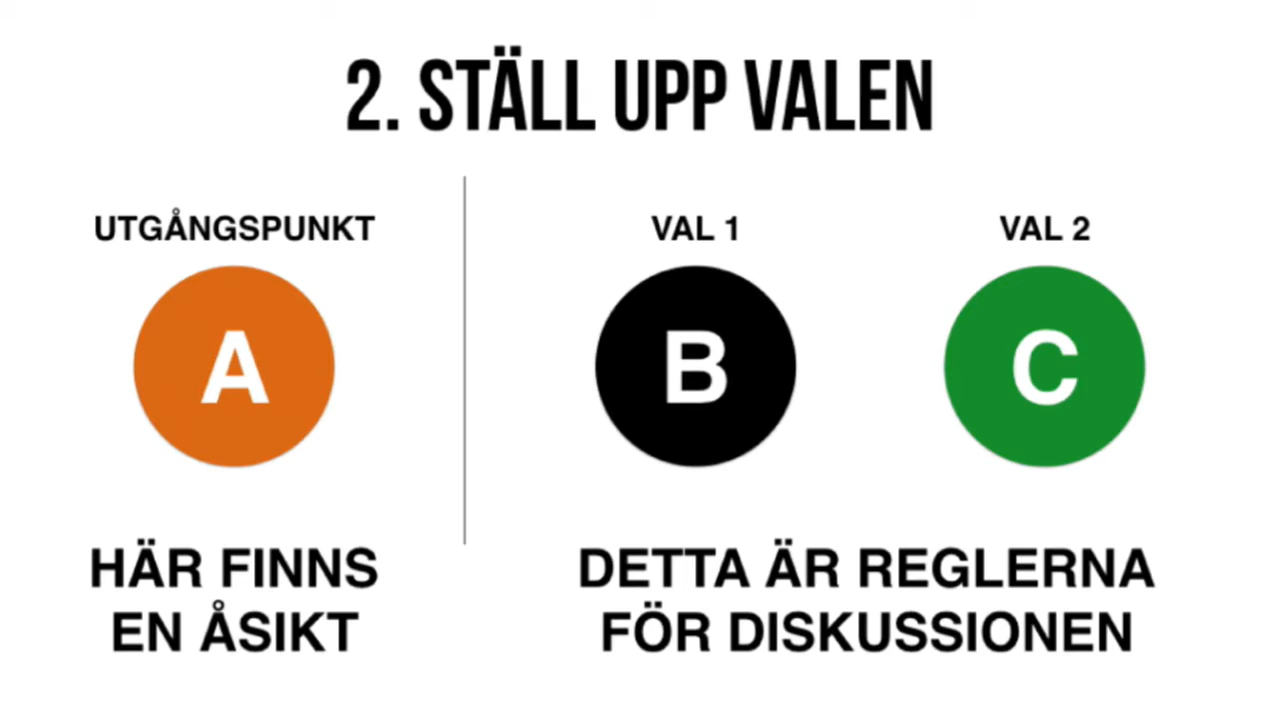 2. STÄLL UPP VALEN
UTGÅNGSPUNKT
A
HÄR FINNS
EN ÅSIKT
VAL 1
VAL 2
B
C
DETTA ÄR REGLERNA
FÖR DISKUSSIONEN